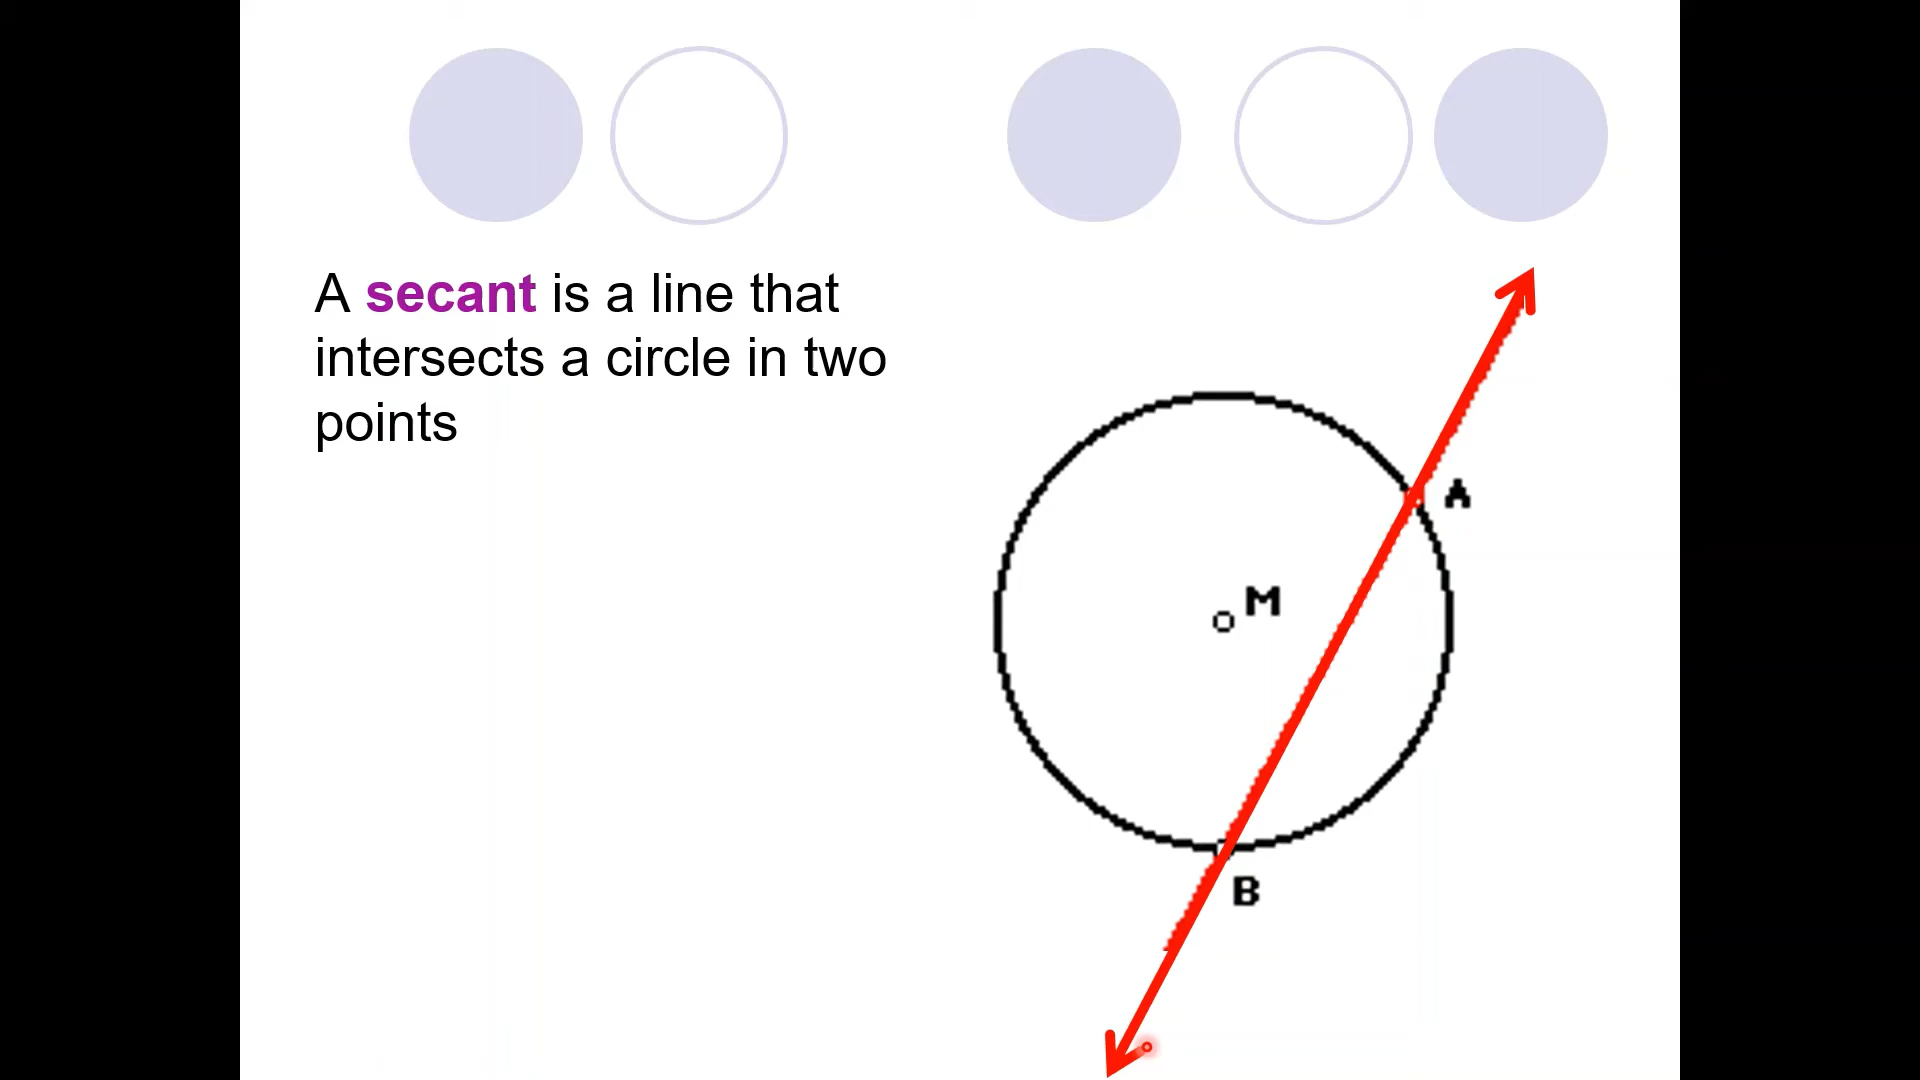 A secant is a line that
intersects a circle in two
points
A
M
B